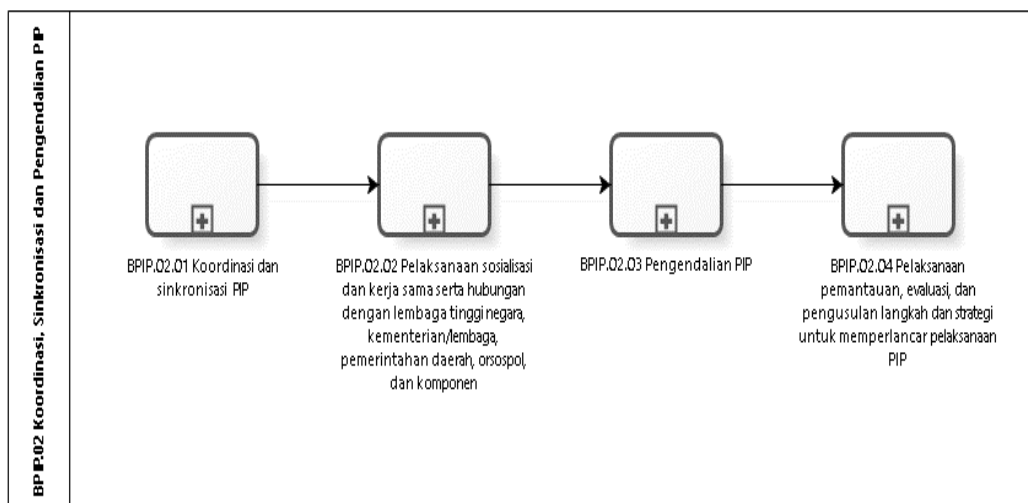 BPIP.02 Koordinasi, Sinkronisasi dan Pengendalian PIP
BPIP.02.01 Koordinasi dan
sinkronisasi PIP
BPIP.02.02 Pelaksanaan sosialisasi
dan kerja sama serta hubungan
dengan lembaga tinggi negara,
kementerian/lembaga,
pemerintahan daerah, orsospol,
dan komponen
BPIP.02.03 Pengendalian PIP
BPIP.02.04 Pelaksanaan
pemantauan, evaluasi, dan
pengusulan langkah dan strategi
untuk memperlancar pelaksanaan
PIP